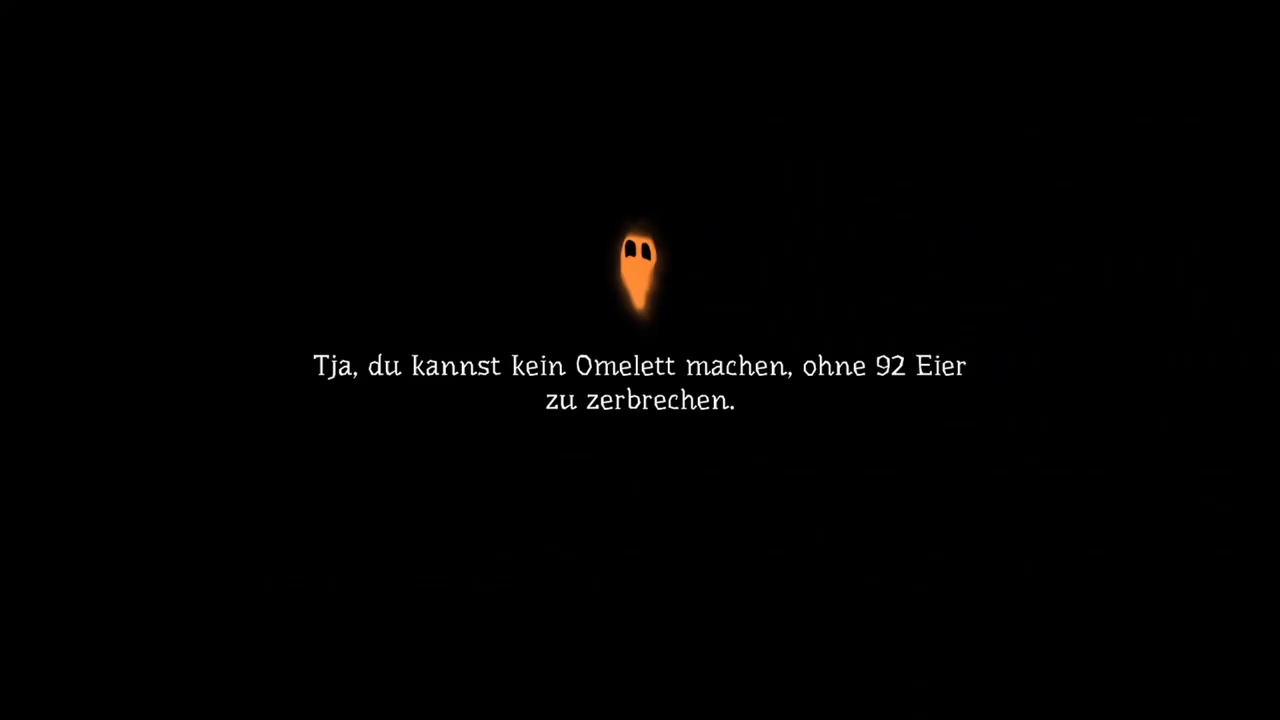 Tja, du kannst kein Omelett machen, ohne 92 Eier
zu zerbrechen.